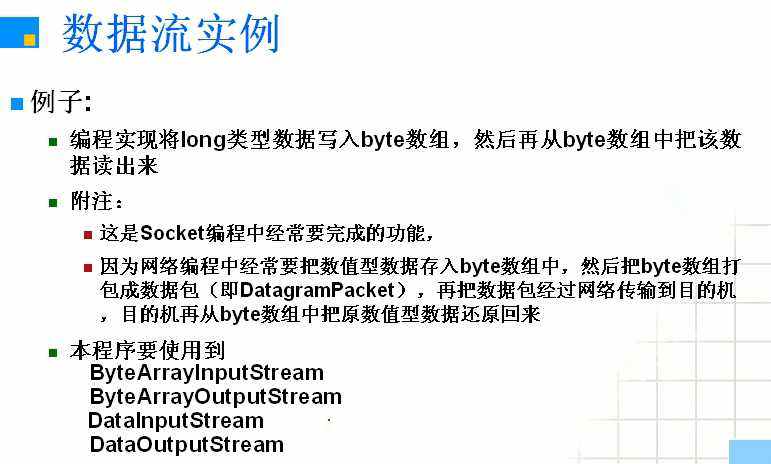 数据流实例
例子:
编程实现将long类型数据写入byte数组，然后再从byte数组中把该数
据读出来
附注：
这是Socket编程中经常要完成的功能，
因为网络编程中经常要把数值型数据存入byte数组中，然后把byte数组打
包成数据包（即DatagramPacket），再把数据包经过网络传输到目的机
，目的机再从byte数组中把原数值型数据还原回来
本程序要使用到
ByteArrayInputStream
ByteArrayOutputStream
DataInputStream
DataOutputStream